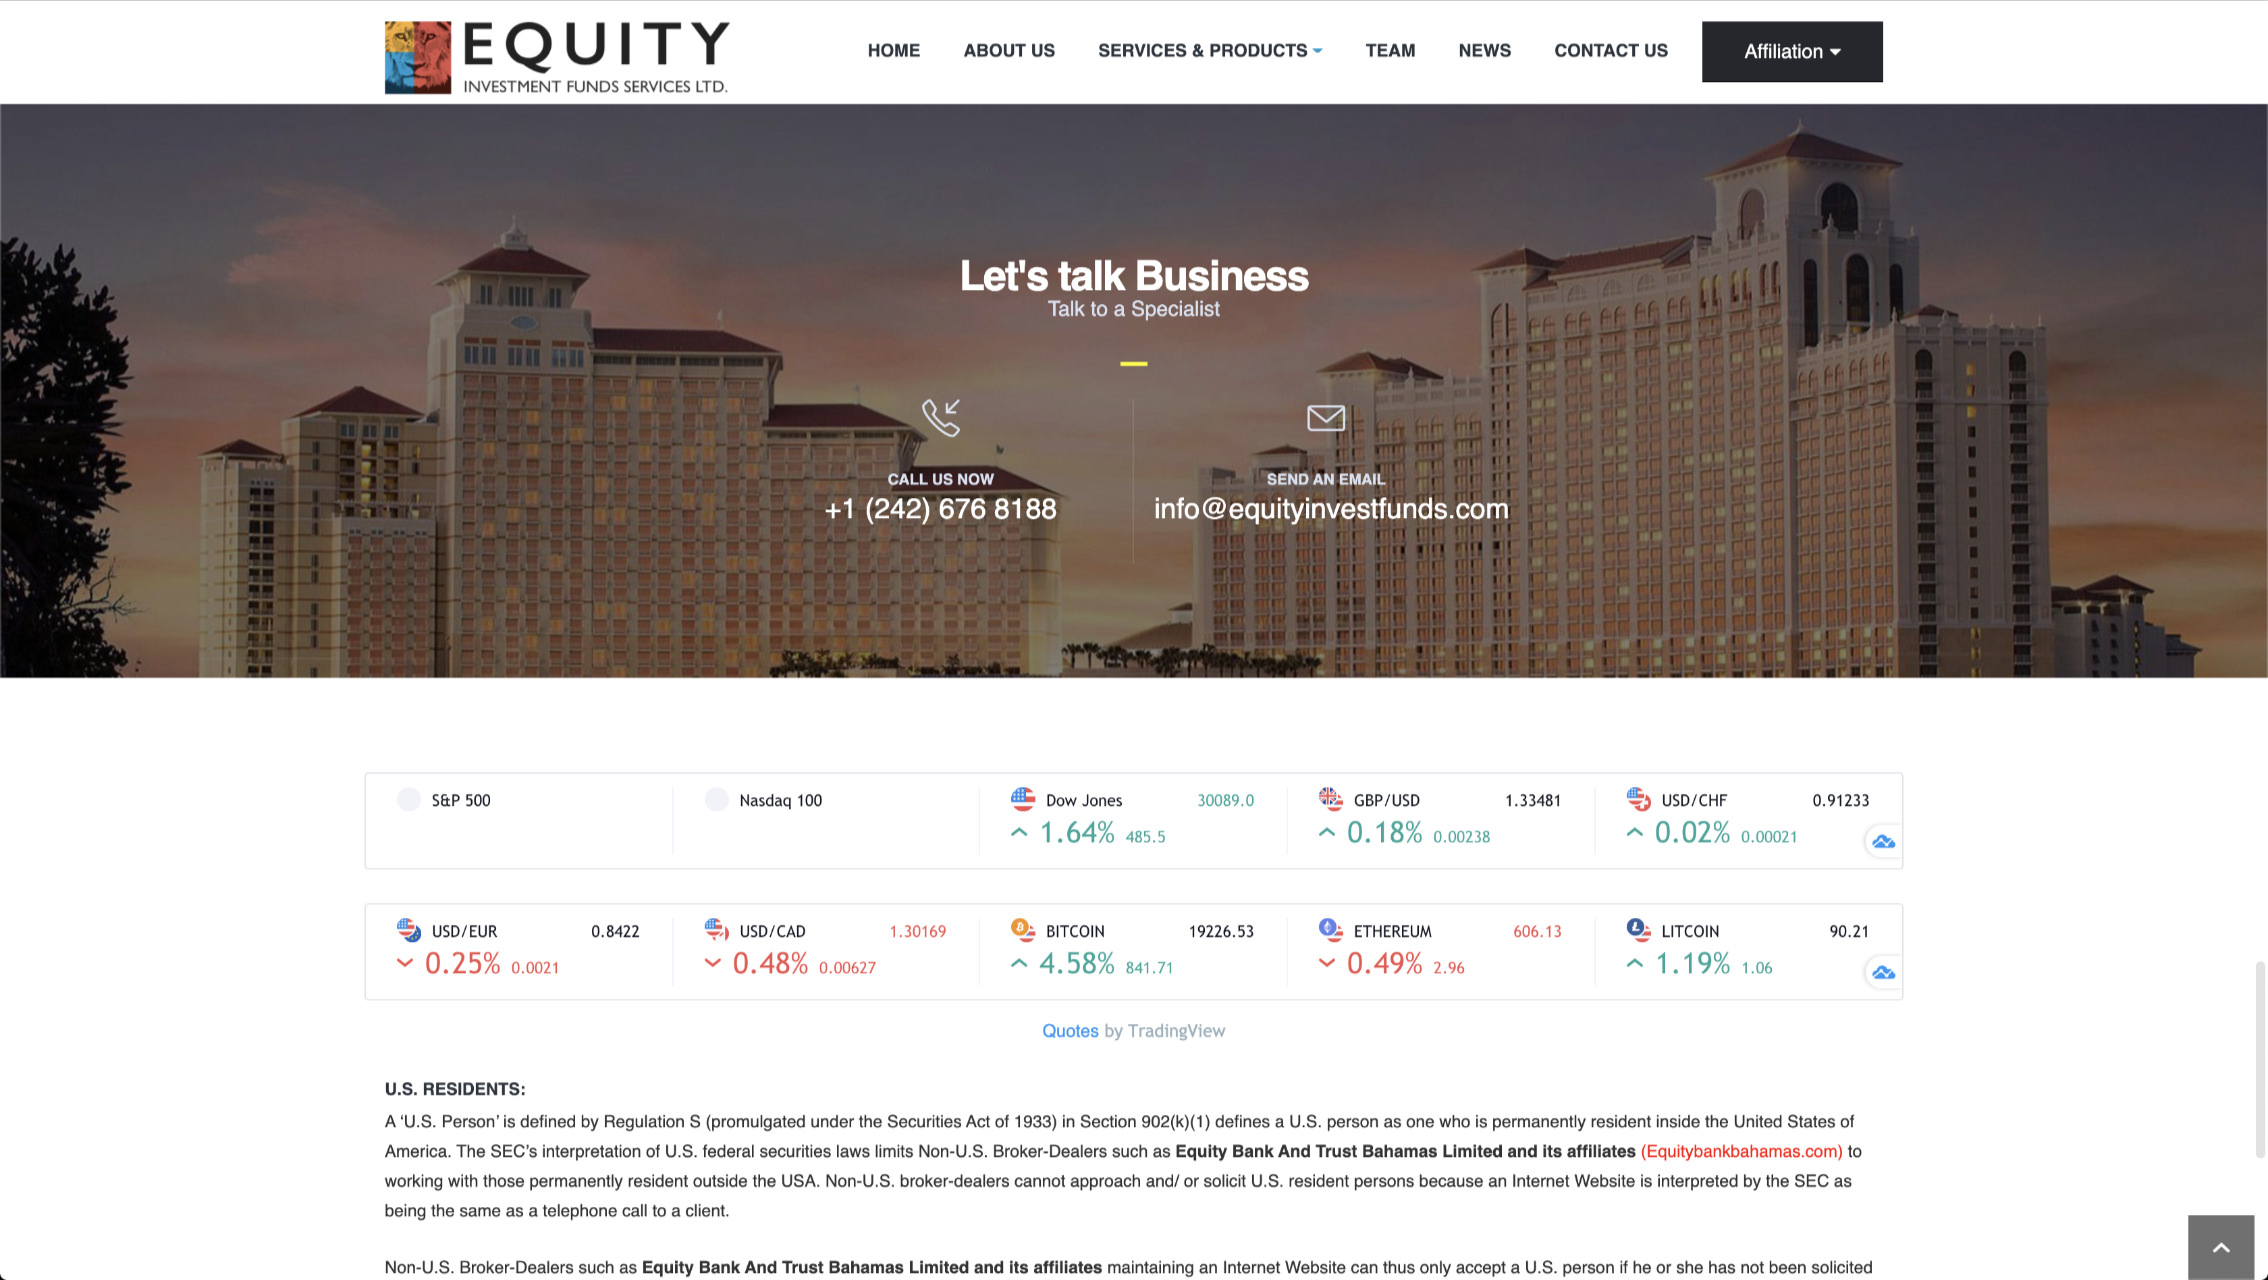 EQUITY
INVESTMENT FUNDS SERVICES LTD.
HOME ABOUT US SERVICES & PRODUCTS TEAM NEWS CONTACT US Affiliation
Let's talk Business
Talk to a Specialist
CALL US NOW
+1 (242) 676 8188
SEND AN EMAIL
info@equityinvestfunds.com
S&P 500
Nasdaq 100
Dow Jones 30089.0
1.64% 485.5
GBP/USD 1.33481
0.18% 0.00238
USD/CHF 0.91233
0.02% 0.00021
USD/EUR 0.8422
0.25% 0.0021
USD/CAD 1.30169
0.48% 0.00627
BITCOIN 19226.53
4.58% 841.71
ETHEREUM 606.13
0.49% 2.96
LITCOIN 90.21
1.19% 1.06
Quotes by TradingView
U.S. RESIDENTS:
A ‘U.S. Person’ is defined by Regulation S (promulgated under the Securities Act of 1933) in Section 902(k)(1) defines a U.S. person as one who is permanently resident inside the United States of
America. The SEC’s interpretation of U.S. federal securities laws limits Non-U.S. Broker-Dealers such as Equity Bank And Trust Bahamas Limited and its affiliates (Equitybankbahamas.com) to
working with those permanently resident outside the USA. Non-U.S. broker-dealers cannot approach and/ or solicit U.S. resident persons because an Internet Website is interpreted by the SEC as
being the same as a telephone call to a client.
Non-U.S. Broker-Dealers such as Equity Bank And Trust Bahamas Limited and its affiliates maintaining an Internet Website can thus only accept a U.S. person if he or she has not been solicited